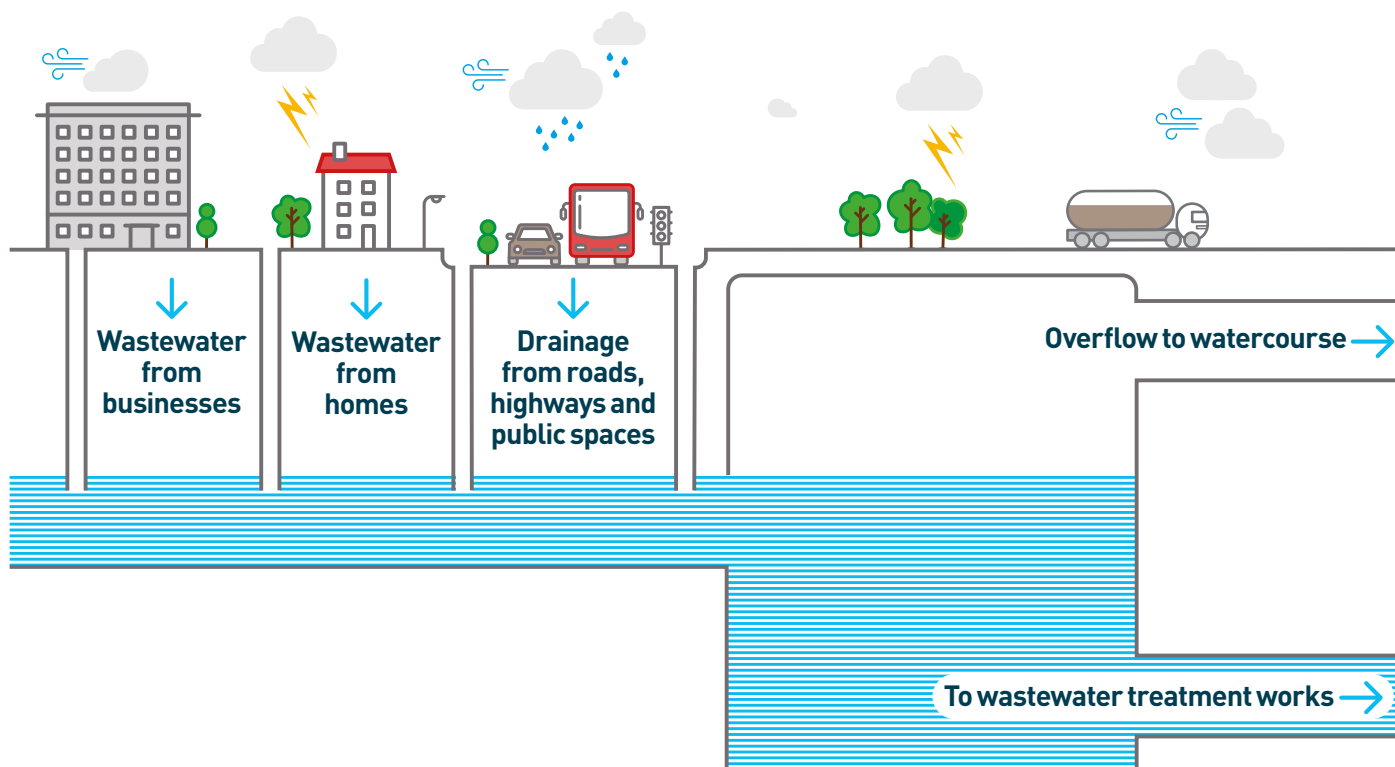 Wastewater
from
businesses
Wastewater
from
homes
Drainage
from roads,
highways and
public spaces
Overflow to watercourse
To wastewater treatment works